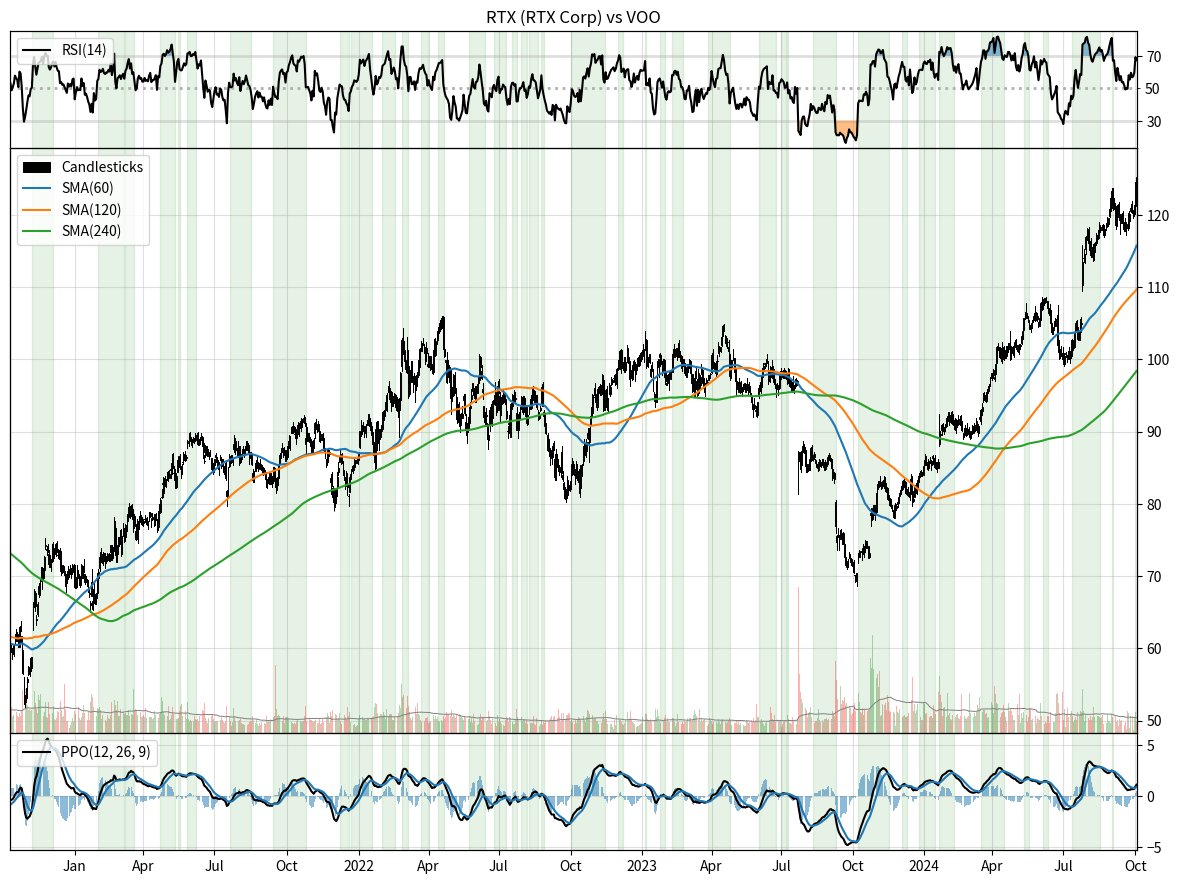 RTX (RTX Corp) vs VOO
RSI(14)
70
50
30
Candlesticks
SMA(60)
SMA(120)
SMA(240)
120
110
100
90
80
70
60
50
PPO(12, 26, 9)
5
0
−5
Jan Apr Jul Oct 2022 Apr Jul Oct 2023 Apr Jul Oct 2024 Apr Jul Oct